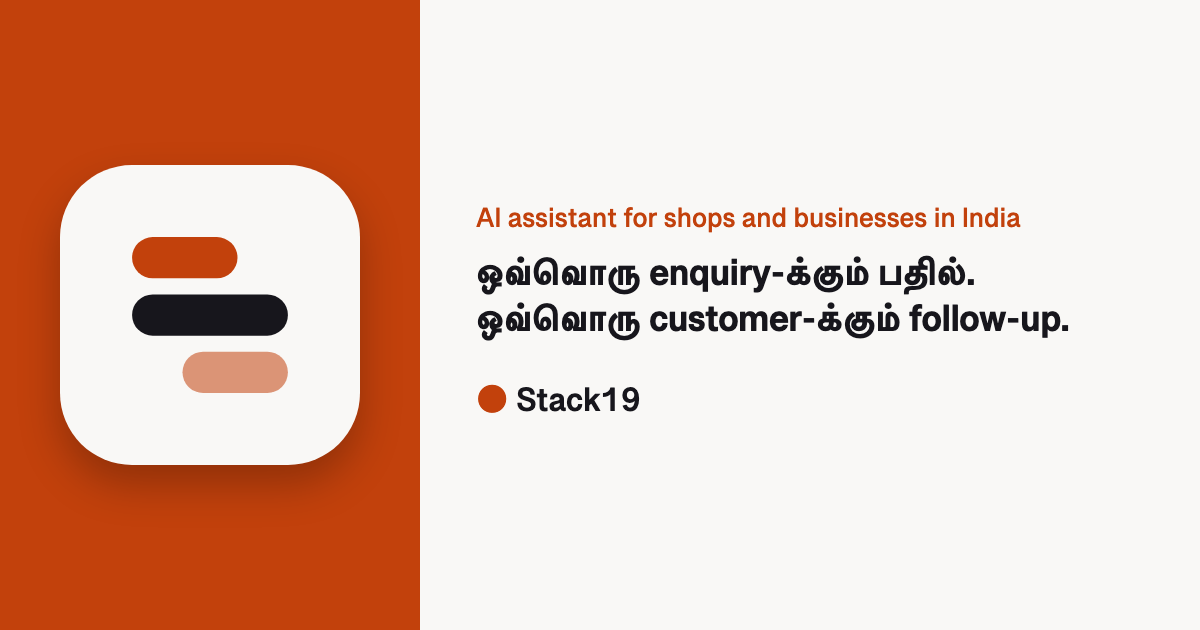 AI assistant for shops and businesses in India
ஒவ்வொரு enquiry-க்கும் பதில்.
ஒவ்வொரு customer-க்கும் follow-up.
Stack19